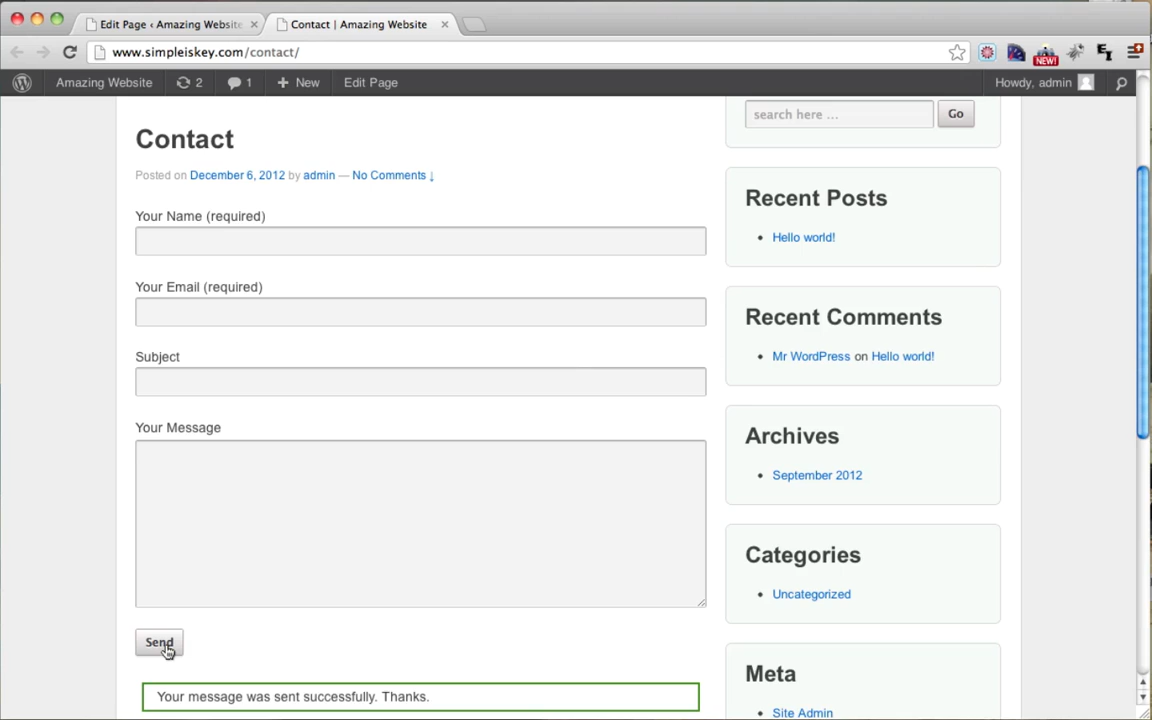 Edit Page ‹ Amazing Website
Contact | Amazing Website
www.simpleiskey.com/contact/
NEW!
Amazing Website
2
1
+ New
Edit Page
Howdy, admin
search here ...
Go
Contact
Posted on December 6, 2012 by admin — No Comments ↓
Your Name (required)
Your Email (required)
Subject
Your Message
Send
Your message was sent successfully. Thanks.
Recent Posts
Hello world!
Recent Comments
Mr WordPress on Hello world!
Archives
September 2012
Categories
Uncategorized
Meta
Site Admin